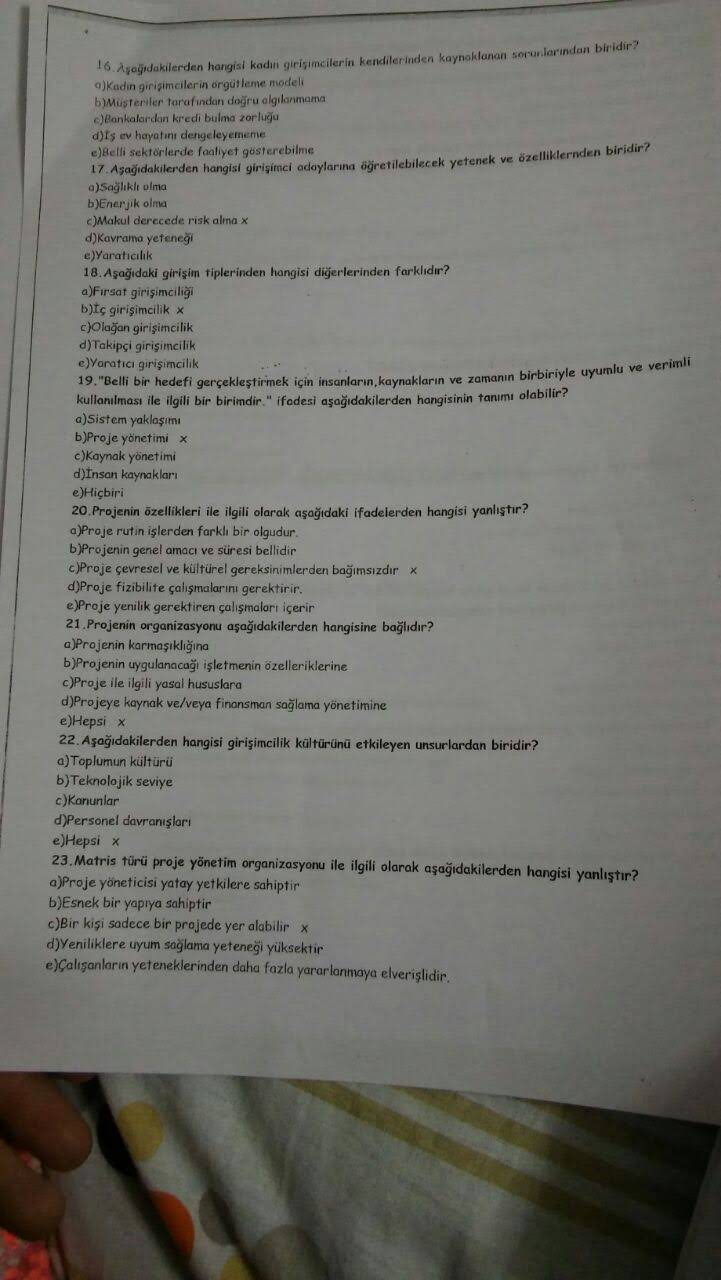 16.Aşağıdakilerden hangisi kadın girişimcilerin kendilerinden kaynaklanan sorunlarından biridir?
a)Kadın girişimcilerin örgütleme modeli
b)Müşteriler tarafından doğru algılanmama
c)Bankalardan kredi bulma zorluğu
d)İş ev hayatını dengeleyememe
e)Belli sektörlerde faaliyet gösterebilme
17.Aşağıdakilerden hangisi girişimci adaylarına öğretilebilecek yetenek ve özelliklernden biridir?
a)Sağlıklı olma
b)Enerjik olma
c)Makul derecede risk alma x
d)Kavrama yeteneği
e)Yaratıcılık
18.Aşağıdaki girişim tiplerinden hangisi diğerlerinden farklıdır?
a)Fırsat girişimciliği
b)İç girişimcilik x
c)Olağan girişimcilik
d)Takipçi girişimcilik
e)Yaratıcı girişimcilik
19."Belli bir hedefi gerçekleştirmek için insanların,kaynakların ve zamanın birbiriyle uyumlu ve verimli
kullanılması ile ilgili bir birimdir." ifadesi aşağıdakilerden hangisinin tanımı olabilir?
a)Sistem yaklaşımı
b)Proje yönetimi x
c)Kaynak yönetimi
d)İnsan kaynakları
e)Hiçbiri
20.Projenin özellikleri ile ilgili olarak aşağıdaki ifadelerden hangisi yanlıştır?
a)Proje rutin işlerden farklı bir olgudur.
b)Projenin genel amacı ve süresi bellidir
c)Proje çevresel ve kültürel gereksinimlerden bağımsızdır x
d)Proje fizibilite çalışmalarını gerektirir.
e)Proje yenilik gerektiren çalışmaları içerir
21.Projenin organizasyonu aşağıdakilerden hangisine bağlıdır?
a)Projenin karmaşıklığına
b)Projenin uygulanacağı işletmenin özelleriklerine
c)Proje ile ilgili yasal hususlara
d)Projeye kaynak ve/veya finansman sağlama yönetimine
e)Hepsi x
22.Aşağıdakilerden hangisi girişimcilik kültürünü etkileyen unsurlardan biridir?
a)Toplumun kültürü
b)Teknolojik seviye
c)Kanunlar
d)Personel davranışları
e)Hepsi x
23.Matris türü proje yönetim organizasyonu ile ilgili olarak aşağıdakilerden hangisi yanlıştır?
a)Proje yöneticisi yatay yetkilere sahiptir
b)Esnek bir yapıya sahiptir
c)Bir kişi sadece bir projede yer alabilir x
d)Yeniliklere uyum sağlama yeteneği yüksektir
e)Çalışanların yeteneklerinden daha fazla yararlanmaya elverişlidir.